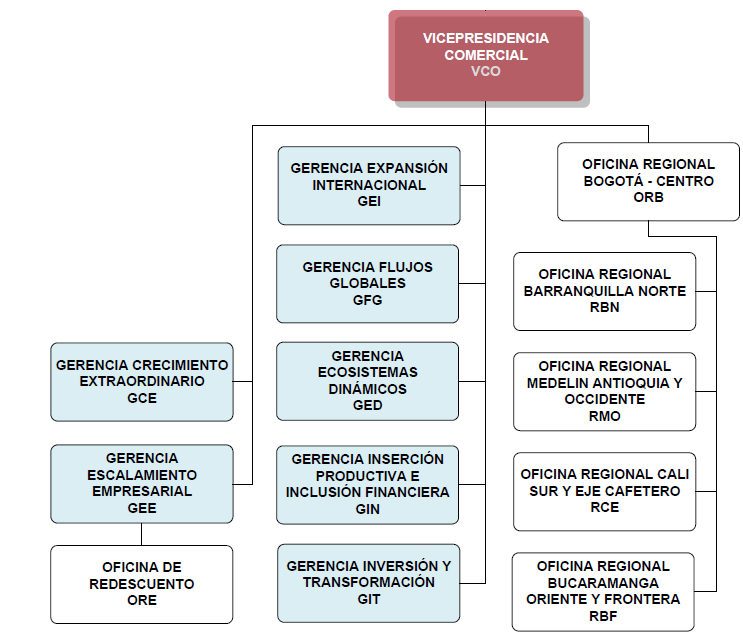 VICEPRESIDENCIA
COMERCIAL
VCO
GERENCIA EXPANSIÓN
INTERNACIONAL
GEI
OFICINA REGIONAL
BOGOTÁ - CENTRO
ORB
GERENCIA FLUJOS
GLOBALES
GFG
OFICINA REGIONAL
BARRANQUILLA NORTE
RBN
GERENCIA CRECIMIENTO
EXTRAORDINARIO
GCE
GERENCIA
ECOSISTEMAS
DINÁMICOS
GED
OFICINA REGIONAL
MEDELIN ANTIOQUIA Y
OCCIDENTE
RMO
GERENCIA
ESCALAMIENTO
EMPRESARIAL
GEE
GERENCIA INSERCIÓN
PRODUCTIVA E
INCLUSIÓN FINANCIERA
GIN
OFICINA REGIONAL CALI
SUR Y EJE CAFETERO
RCE
OFICINA DE
REDESCUENTO
ORE
GERENCIA INVERSIÓN Y
TRANSFORMACIÓN
GIT
OFICINA REGIONAL
BUCARAMANGA
ORIENTE Y FRONTERA
RBF